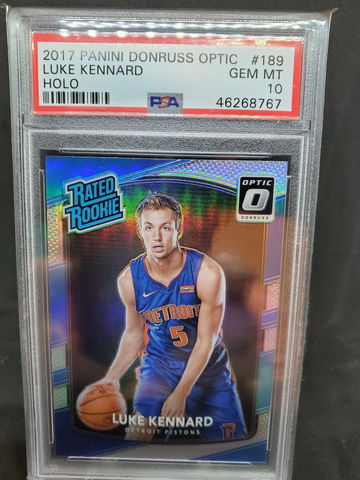 2017 PANINI DONRUSS OPTIC #189
LUKE KENNARD GEM MT
HOLO 10
PSA 46268767
RATED
ROOKIE
OPTIC
DONRUSS
DETROIT
5
LUKE KENNARD
DETROIT PISTONS